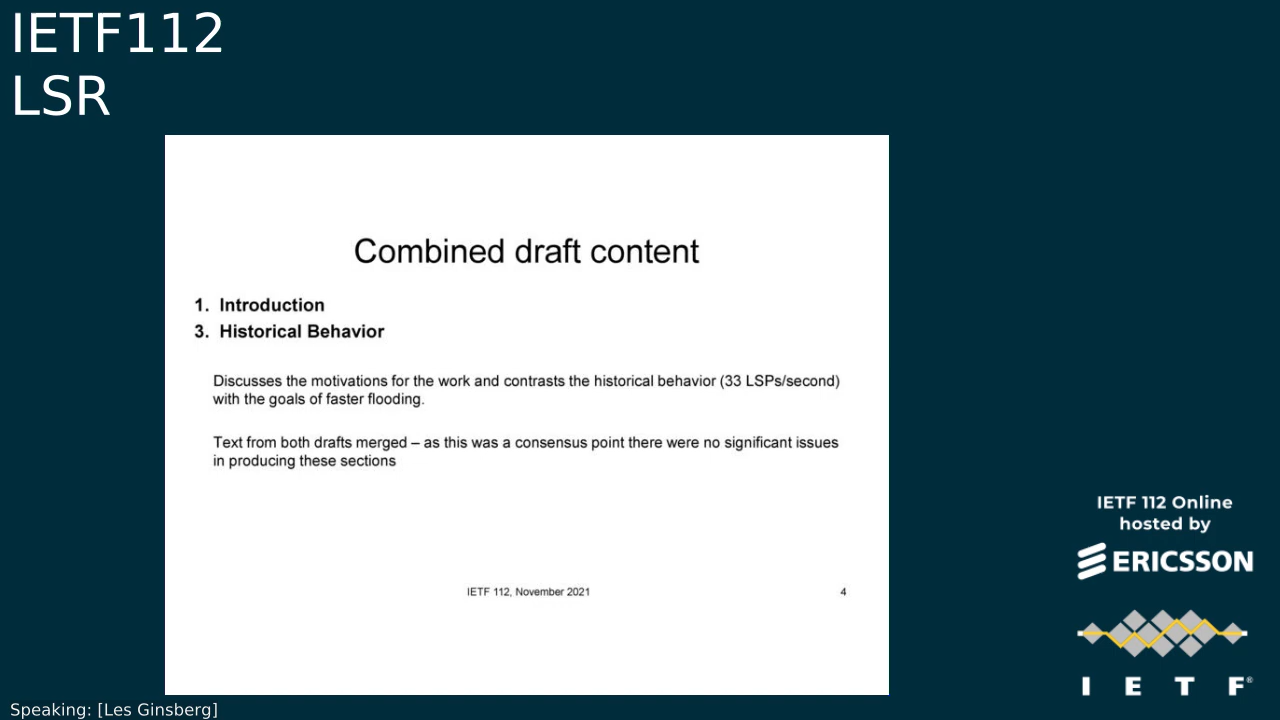 IETF112
LSR
Combined draft content
1. Introduction
3. Historical Behavior
Discusses the motivations for the work and contrasts the historical behavior (33 LSPs/second)
with the goals of faster flooding.
Text from both drafts merged – as this was a consensus point there were no significant issues
in producing these sections
IETF 112, November 2021
4
IETF 112 Online
hosted by
ERICSSON
I E T F®
Speaking: [Les Ginsberg]